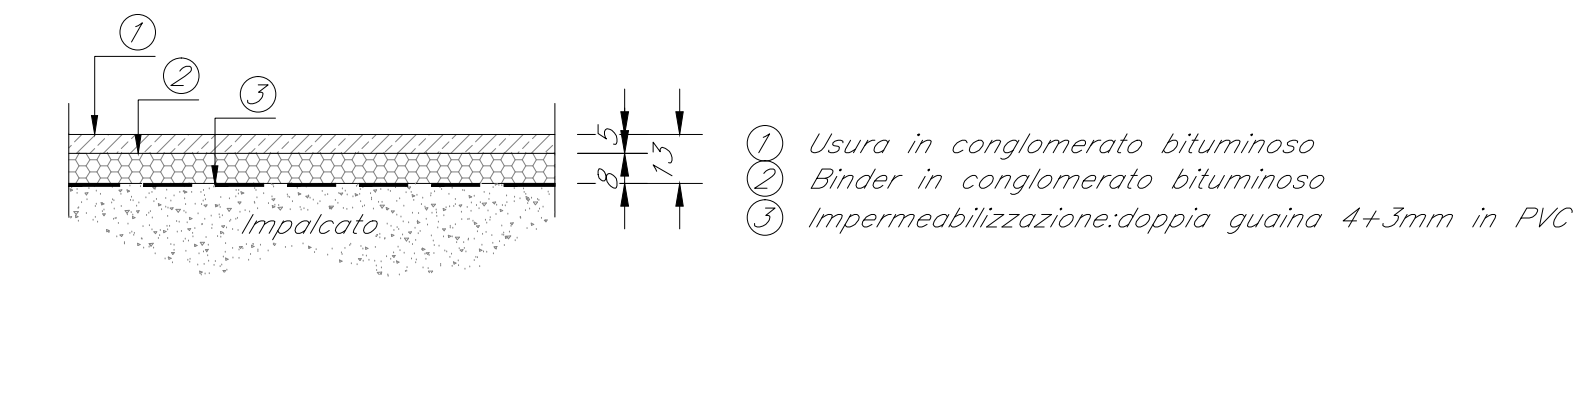 1
2
3
5
13
8
Impalcato
1 Usura in conglomerato bituminoso
2 Binder in conglomerato bituminoso
3 Impermeabilizzazione:doppia guaina 4+3mm in PVC